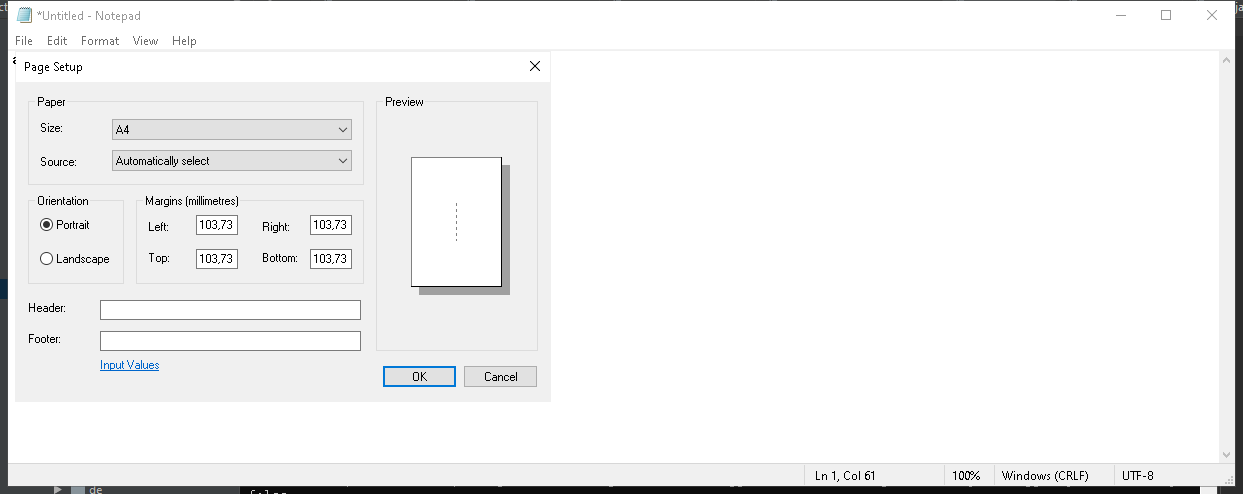 *Untitled - Notepad
File Edit Format View Help
Page Setup
Paper
Size: A4
Source: Automatically select
Preview
Orientation
Portrait
Landscape
Margins (millimetres)
Left: 103,73 Right: 103,73
Top: 103,73 Bottom: 103,73
Header:
Footer:
Input Values
OK Cancel
Ln 1, Col 61 100% Windows (CRLF) UTF-8
de